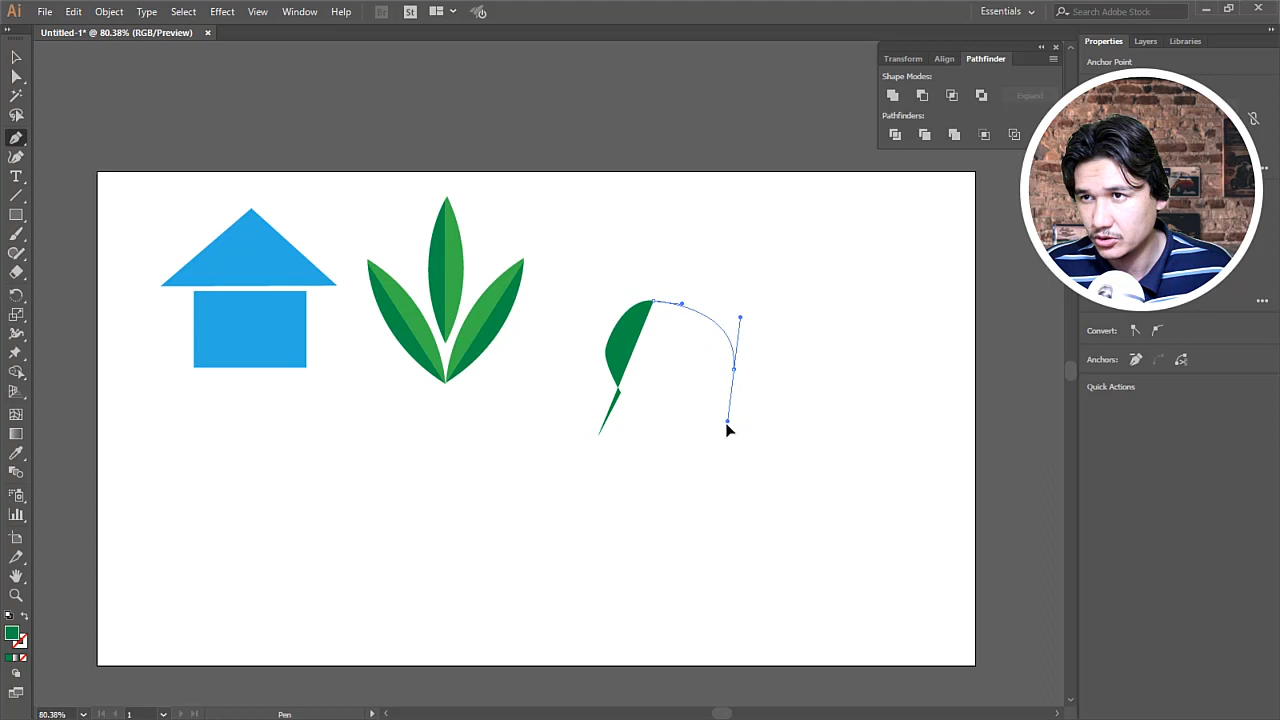 Ai File Edit Object Type Select Effect View Window Help Br St Essentials Search Adobe Stock
Untitled-1* @ 80.38% (RGB/Preview)
Properties Layers Libraries
Transform Align Pathfinder
Anchor Point
Shape Modes:
Expand
Pathfinders:
Convert:
Anchors:
Quick Actions
80.38% 1 Pen